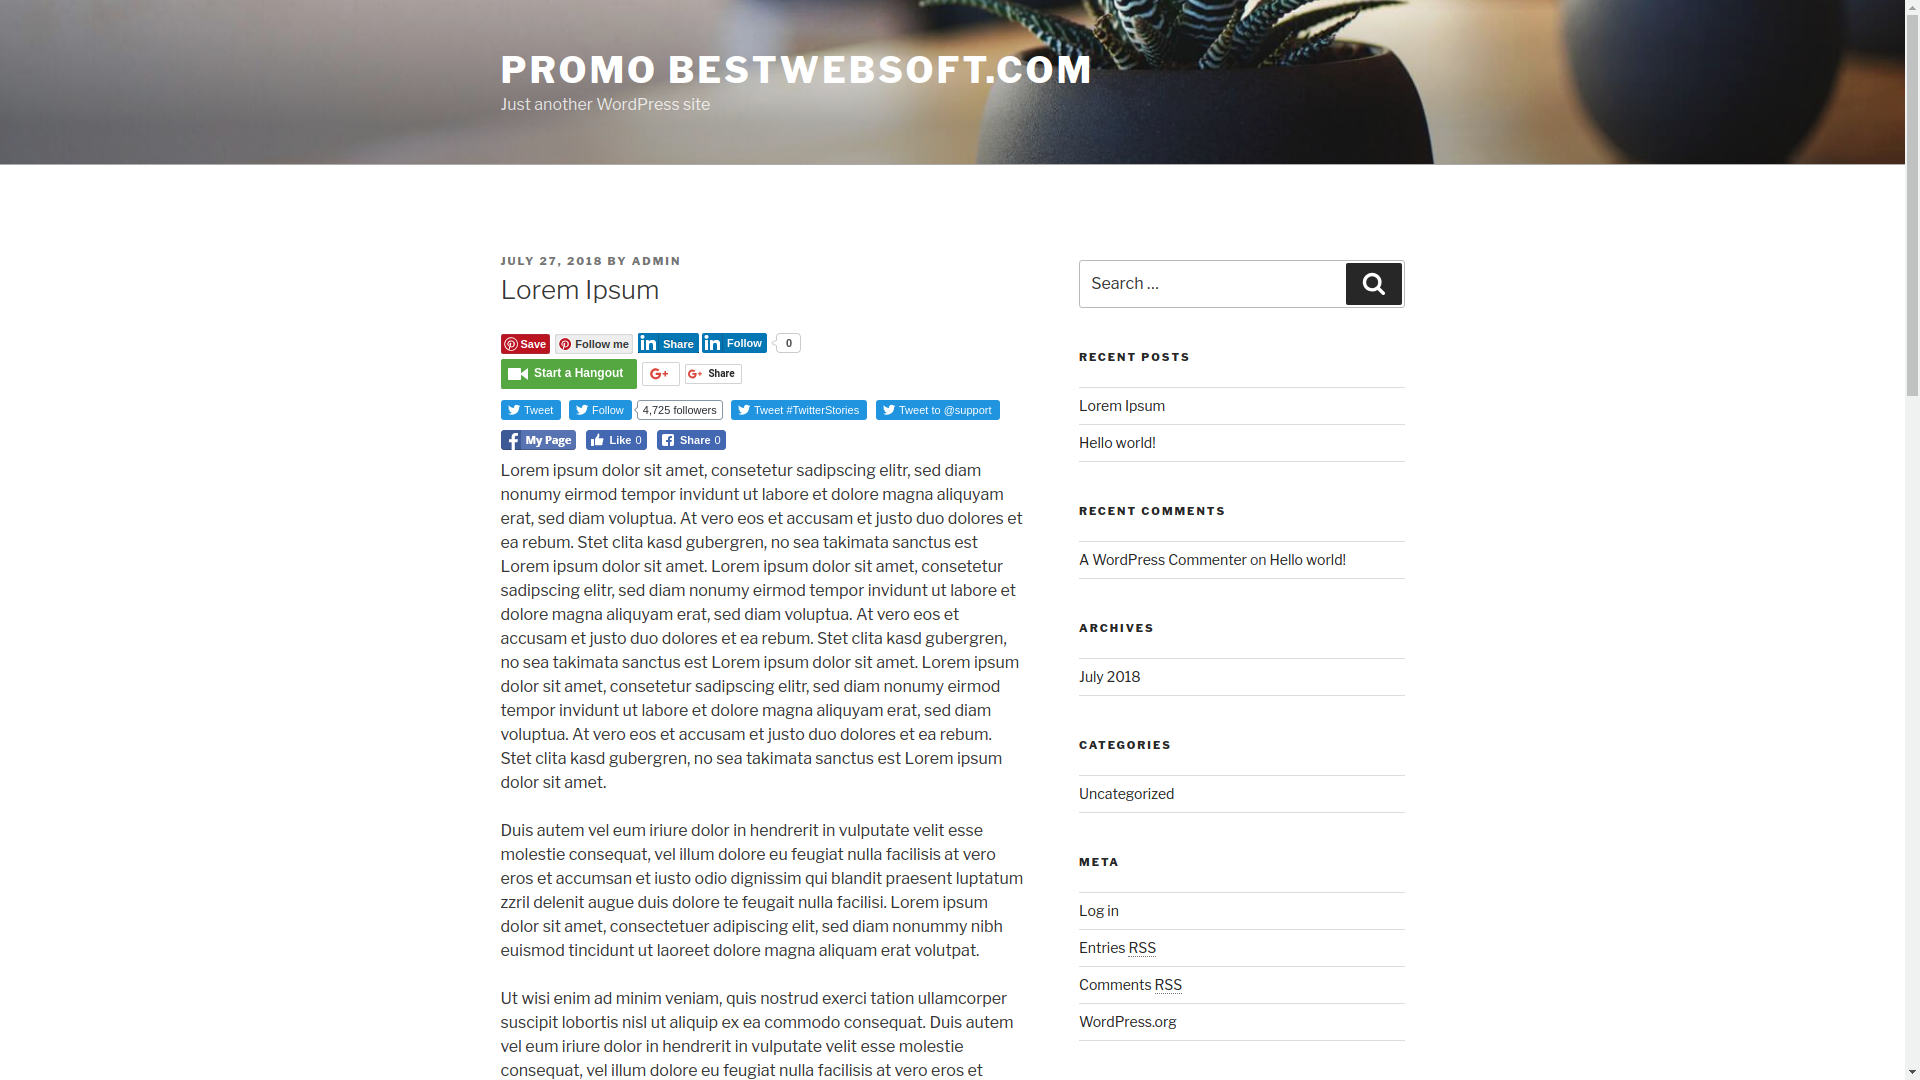 PROMO BESTWEBSOFT.COM
Just another WordPress site
JULY 27, 2018 BY ADMIN
Lorem Ipsum
Save Follow me Share Follow 0
Start a Hangout G+ G+ Share
Tweet Follow 4,725 followers Tweet #TwitterStories Tweet to @support
My Page Like 0 Share 0
Lorem ipsum dolor sit amet, consetetur sadipscing elitr, sed diam
nonumy eirmod tempor invidunt ut labore et dolore magna aliquyam
erat, sed diam voluptua. At vero eos et accusam et justo duo dolores et
ea rebum. Stet clita kasd gubergren, no sea takimata sanctus est
Lorem ipsum dolor sit amet. Lorem ipsum dolor sit amet, consetetur
sadipscing elitr, sed diam nonumy eirmod tempor invidunt ut labore et
dolore magna aliquyam erat, sed diam voluptua. At vero eos et
accusam et justo duo dolores et ea rebum. Stet clita kasd gubergren,
no sea takimata sanctus est Lorem ipsum dolor sit amet. Lorem ipsum
dolor sit amet, consetetur sadipscing elitr, sed diam nonumy eirmod
tempor invidunt ut labore et dolore magna aliquyam erat, sed diam
voluptua. At vero eos et accusam et justo duo dolores et ea rebum.
Stet clita kasd gubergren, no sea takimata sanctus est Lorem ipsum
dolor sit amet.
Duis autem vel eum iriure dolor in hendrerit in vulputate velit esse
molestie consequat, vel illum dolore eu feugiat nulla facilisis at vero
eros et accumsan et iusto odio dignissim qui blandit praesent luptatum
zzril delenit augue duis dolore te feugait nulla facilisi. Lorem ipsum
dolor sit amet, consectetuer adipiscing elit, sed diam nonummy nibh
euismod tincidunt ut laoreet dolore magna aliquam erat volutpat.
Ut wisi enim ad minim veniam, quis nostrud exerci tation ullamcorper
suscipit lobortis nisl ut aliquip ex ea commodo consequat. Duis autem
vel eum iriure dolor in hendrerit in vulputate velit esse molestie
consequat, vel illum dolore eu feugiat nulla facilisis at vero eros et
Search …
RECENT POSTS
Lorem Ipsum
Hello world!
RECENT COMMENTS
A WordPress Commenter on Hello world!
ARCHIVES
July 2018
CATEGORIES
Uncategorized
META
Log in
Entries RSS
Comments RSS
WordPress.org